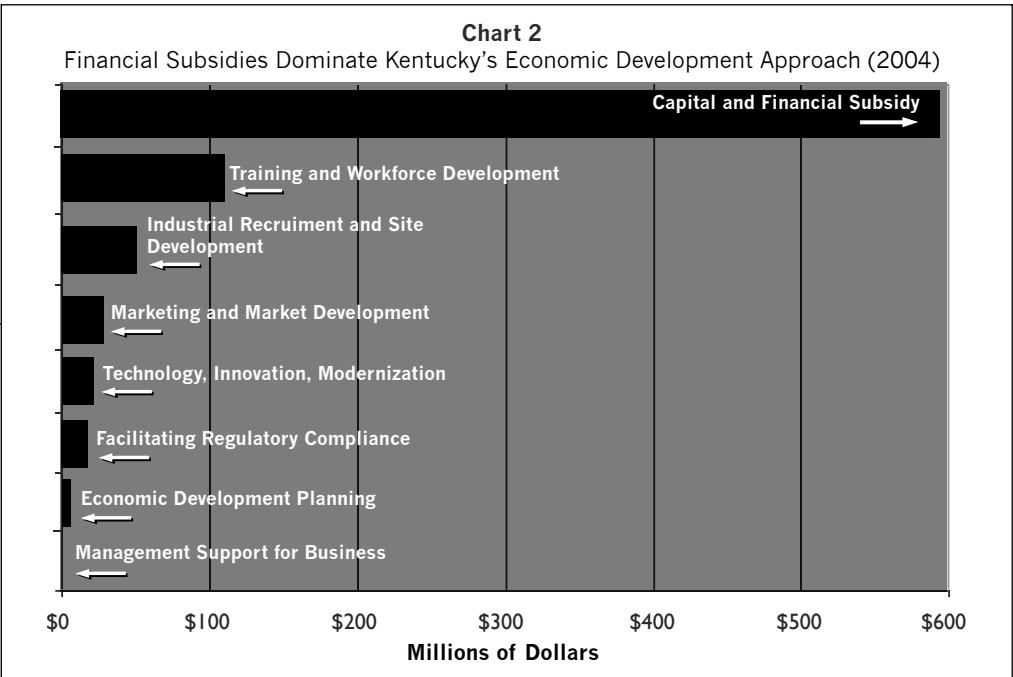 Chart 2
Financial Subsidies Dominate Kentucky’s Economic Development Approach (2004)
Capital and Financial Subsidy
Training and Workforce Development
Industrial Recruiment and Site
Development
Marketing and Market Development
Technology, Innovation, Modernization
Facilitating Regulatory Compliance
Economic Development Planning
Management Support for Business
$0 $100 $200 $300 $400 $500 $600
Millions of Dollars